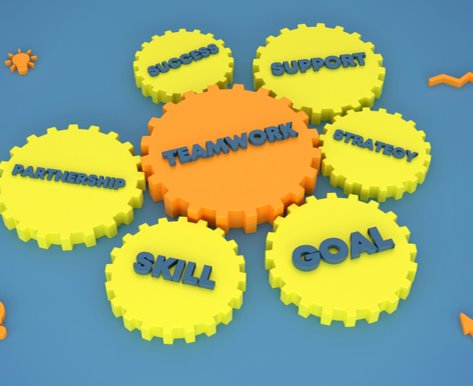 SUCCESS
SUPPORT
TEAMWORK
STRATEGY
PARTNERSHIP
SKILL
GOAL